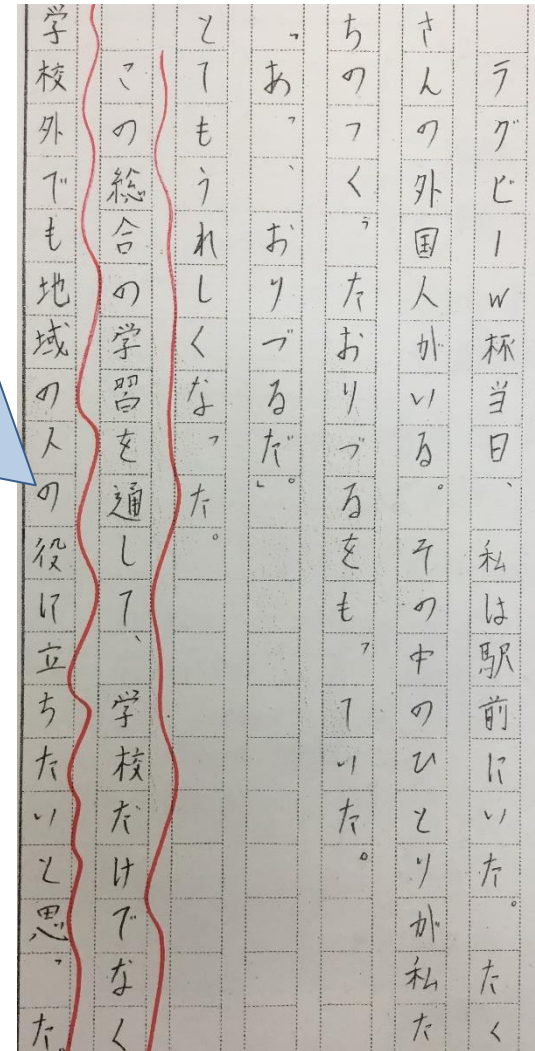 ラグビーW杯当日、私は駅前にいた。たく
さんの外国人がいる。その中のひとりが私た
ちのつくったおりづるをもっていた。
「あっ、おりづるだ」。
とてもうれしくなった。
この総合の学習を通して、学校だけでなく
学校外でも地域の人の役に立ちたいと思った。